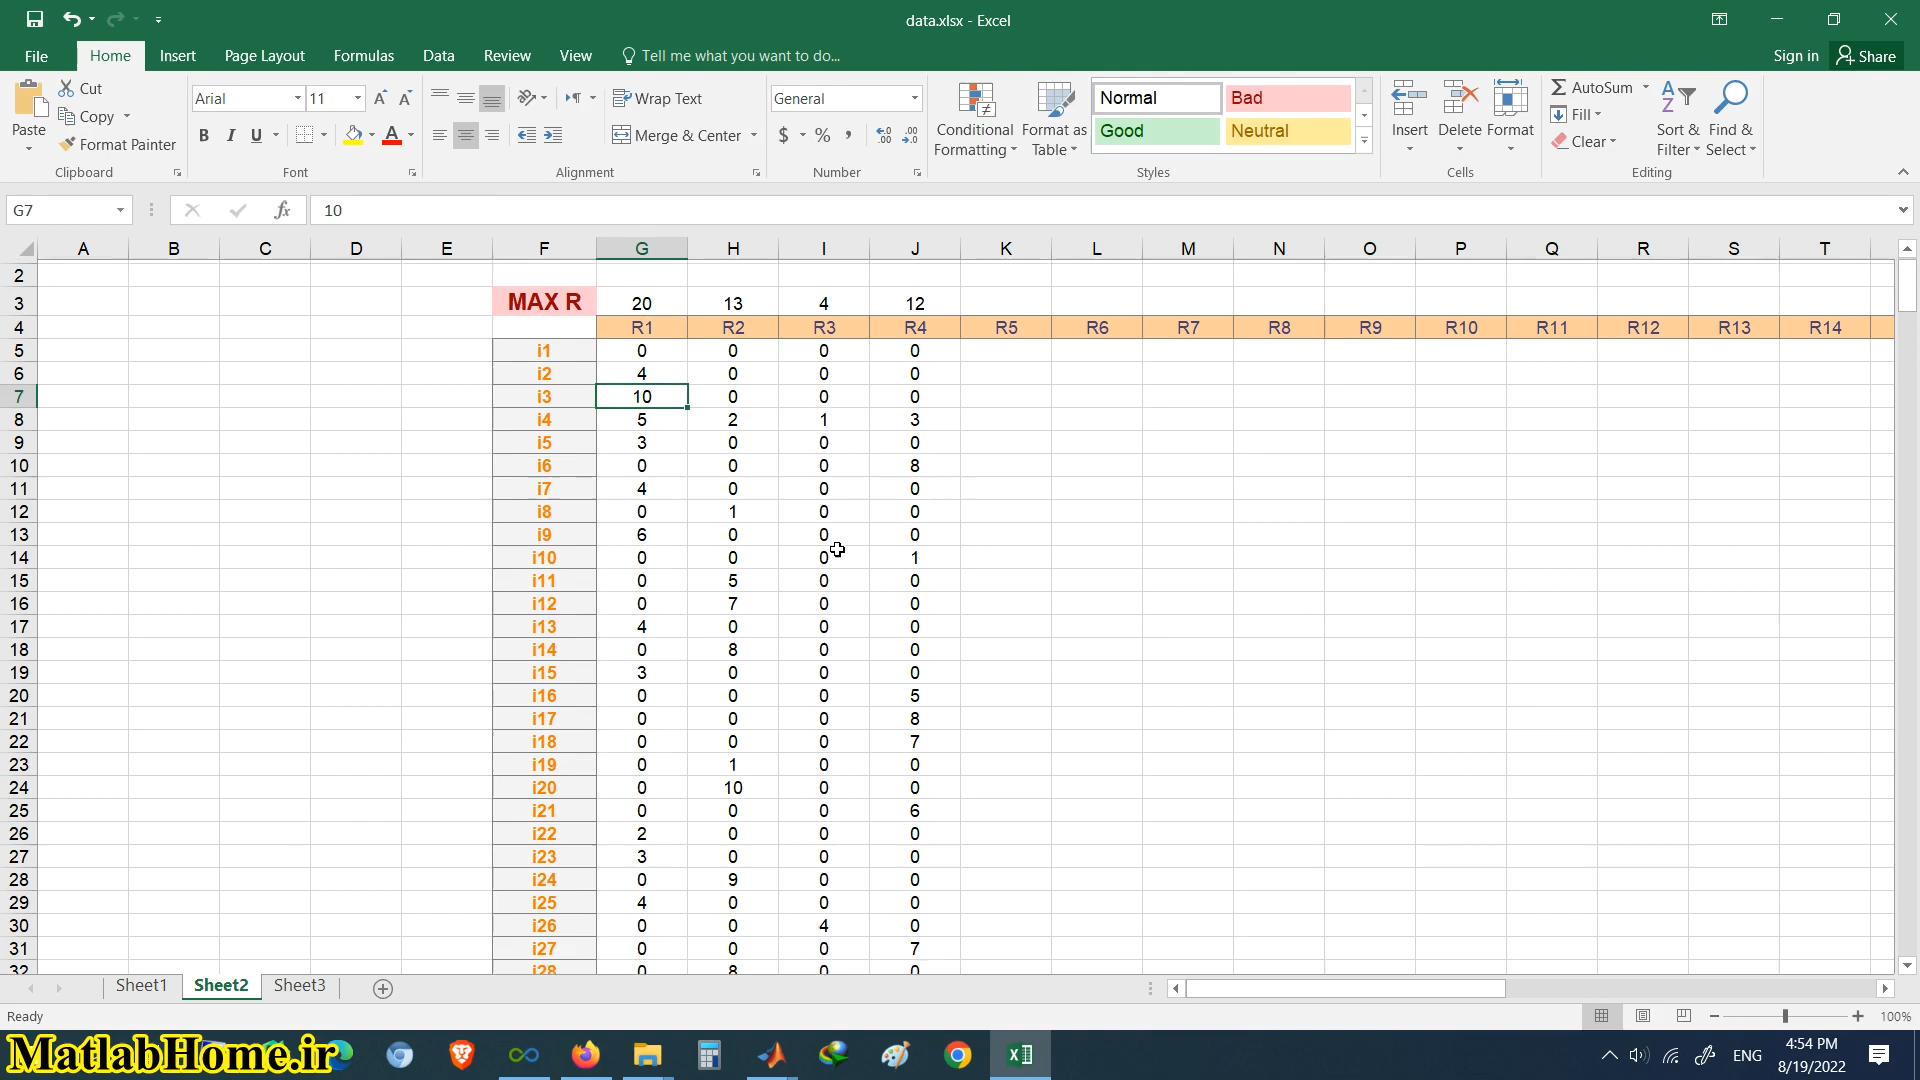 data.xlsx - Excel
File Home Insert Page Layout Formulas Data Review View Tell me what you want to do... Sign in Share
Paste Cut Copy Format Painter Clipboard
Arial 11 B I U A Font
Wrap Text Merge & Center Alignment
General $ % , Number
Conditional Formatting Format as Table Normal Bad Good Neutral Styles
Insert Delete Format Cells
AutoSum Fill Clear Sort & Filter Find & Select Editing
G7 fx 10
A B C D E F G H I J K L M N O P Q R S T
2
3 MAX R 20 13 4 12
4 R1 R2 R3 R4 R5 R6 R7 R8 R9 R10 R11 R12 R13 R14
5 i1 0 0 0 0
6 i2 4 0 0 0
7 i3 10 0 0 0
8 i4 5 2 1 3
9 i5 3 0 0 0
10 i6 0 0 0 8
11 i7 4 0 0 0
12 i8 0 1 0 0
13 i9 6 0 0 0
14 i10 0 0 0 1
15 i11 0 5 0 0
16 i12 0 7 0 0
17 i13 4 0 0 0
18 i14 0 8 0 0
19 i15 3 0 0 0
20 i16 0 0 0 5
21 i17 0 0 0 8
22 i18 0 0 0 7
23 i19 0 1 0 0
24 i20 0 10 0 0
25 i21 0 0 0 6
26 i22 2 0 0 0
27 i23 3 0 0 0
28 i24 0 9 0 0
29 i25 4 0 0 0
30 i26 0 0 4 0
31 i27 0 0 0 7
32 i28 0 8 0 0
Sheet1 Sheet2 Sheet3
Ready 100%
MatlabHome.ir ENG 4:54 PM
8/19/2022